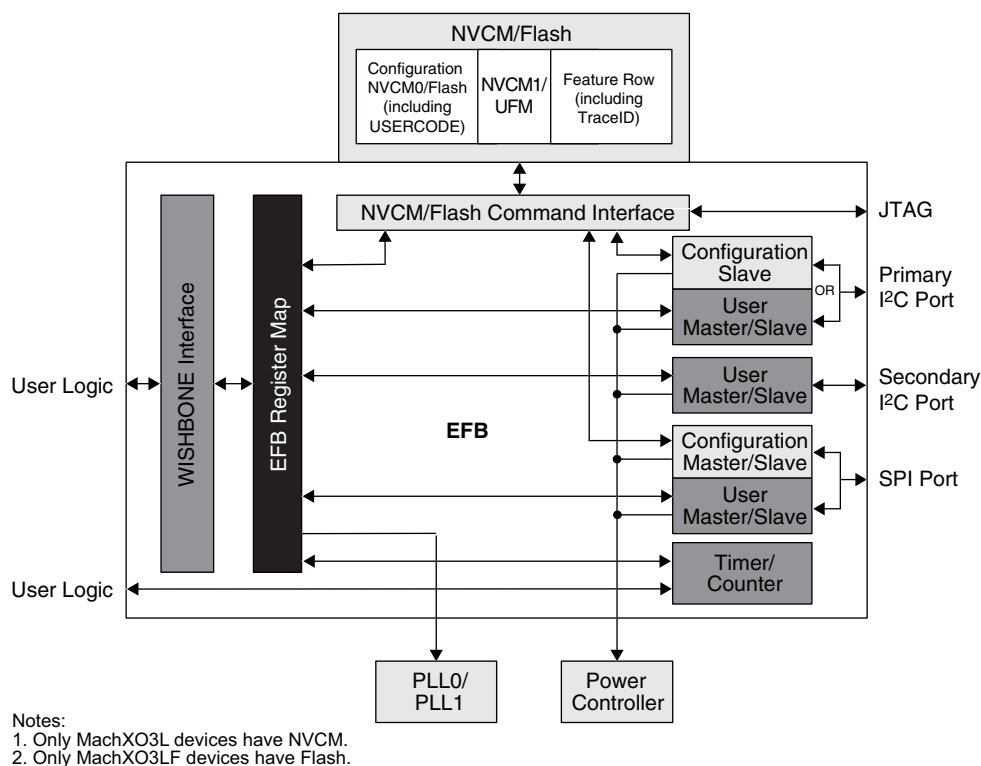 NVCM/Flash
Configuration
NVCM0/Flash
(including
USERCODE)
NVCM1/
UFM
Feature Row
(including
TraceID)
NVCM/Flash Command Interface
JTAG
WISHBONE Interface
EFB Register Map
Configuration
Slave
OR
User
Master/Slave
Primary
I²C Port
User Logic
User
Master/Slave
Secondary
I²C Port
EFB
Configuration
Master/Slave
User
Master/Slave
SPI Port
Timer/
Counter
User Logic
PLL0/
PLL1
Power
Controller
Notes:
1. Only MachXO3L devices have NVCM.
2. Only MachXO3LF devices have Flash.